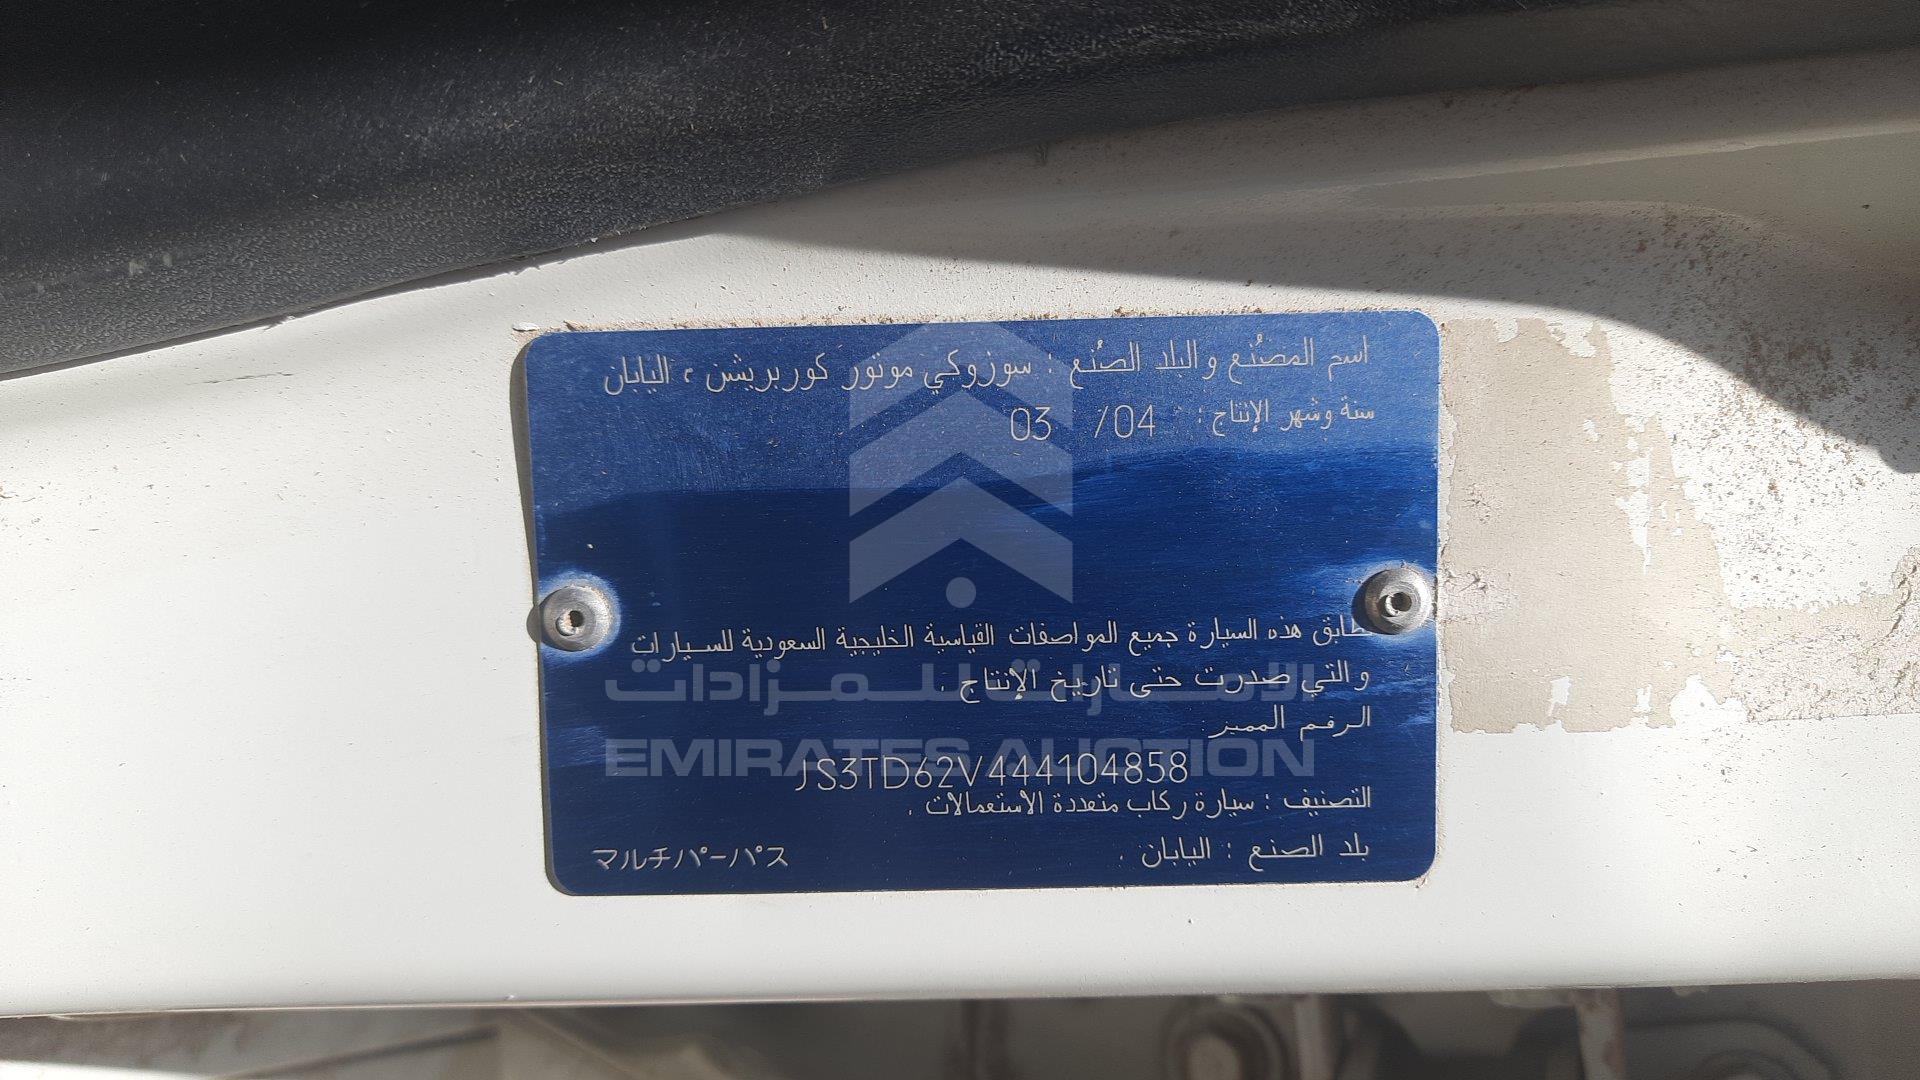 اسم المصنع والبلد الصنع : سوزوكي موتور كوربريشن ، اليابان
سنة وشهر الإنتاج : 04/ 03
طابق هذه السيارة جميع المواصفات القياسية الخليجية السعودية للسيارات
والتي صدرت حتى تاريخ الإنتاج .
الإمارات للمزادات
الرقم المميز
EMIRATES AUCTION
JS3TD62V444104858
التصنيف : سيارة ركاب متعددة الاستعمالات .
بلد الصنع : اليابان .
マルチパーパス